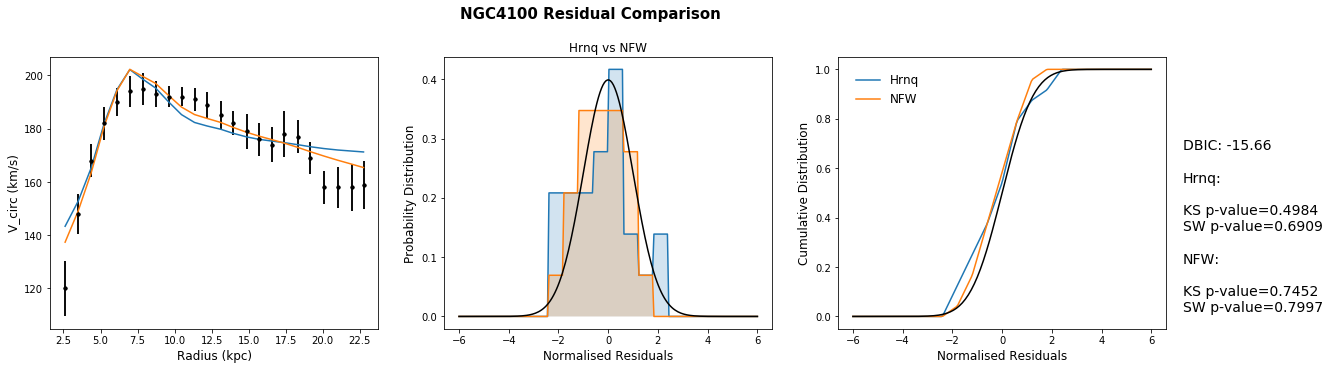 NGC4100 Residual Comparison
V_circ (km/s)
200
180
160
140
120
2.5 5.0 7.5 10.0 12.5 15.0 17.5 20.0 22.5
Radius (kpc)
Hrnq vs NFW
Probability Distribution
0.4
0.3
0.2
0.1
0.0
−6 −4 −2 0 2 4 6
Normalised Residuals
Cumulative Distribution
1.0
0.8
0.6
0.4
0.2
0.0
Hrnq
NFW
−6 −4 −2 0 2 4 6
Normalised Residuals
DBIC: -15.66
Hrnq:
KS p-value=0.4984
SW p-value=0.6909
NFW:
KS p-value=0.7452
SW p-value=0.7997